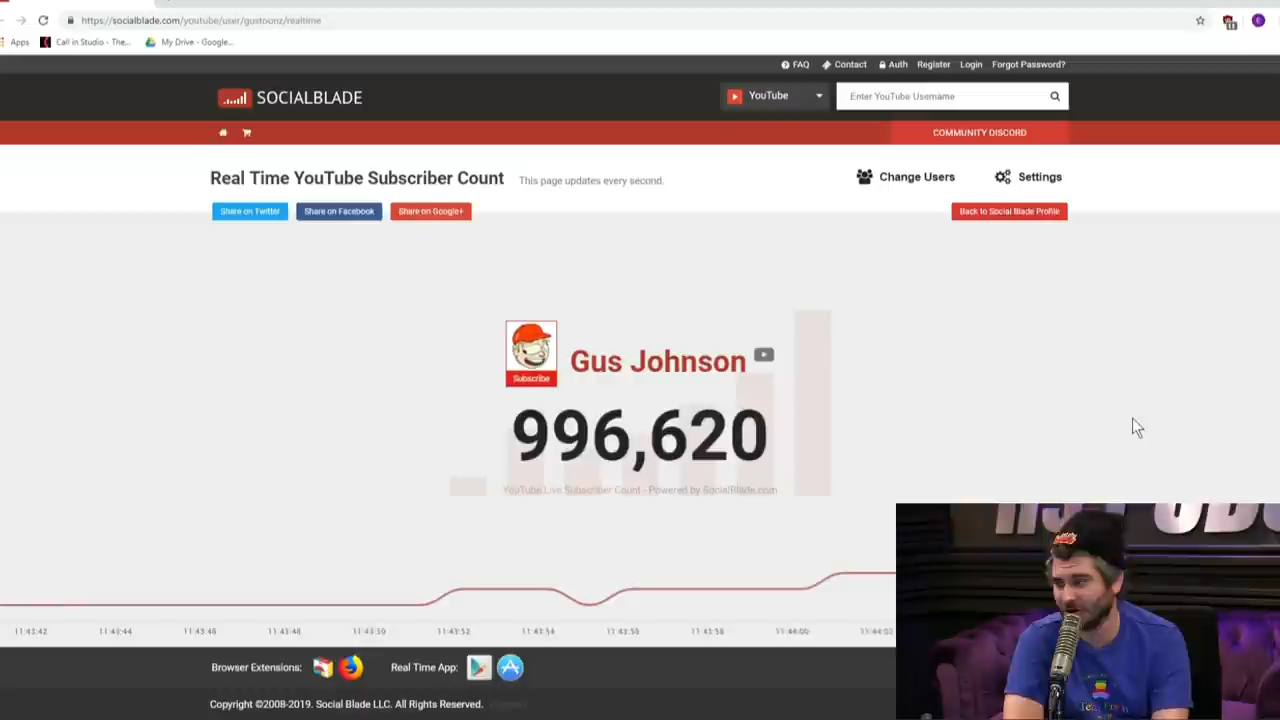 https://socialblade.com/youtube/user/gustoonz/realtime
Apps Call in Studio - The... My Drive - Google...
FAQ Contact Auth Register Login Forgot Password?
SOCIALBLADE YouTube Enter YouTube Username
COMMUNITY DISCORD
Real Time YouTube Subscriber Count This page updates every second. Change Users Settings
Share on Twitter Share on Facebook Share on Google+ Back to Social Blade Profile
Gus Johnson
Subscribe
996,620
YouTube Live Subscriber Count - Powered by SocialBlade.com
11:43:42 11:43:44 11:43:46 11:43:48 11:43:50 11:43:52 11:43:54 11:43:56 11:43:58 11:44:00
Browser Extensions: Real Time App:
Copyright ©2008-2019. Social Blade LLC. All Rights Reserved.